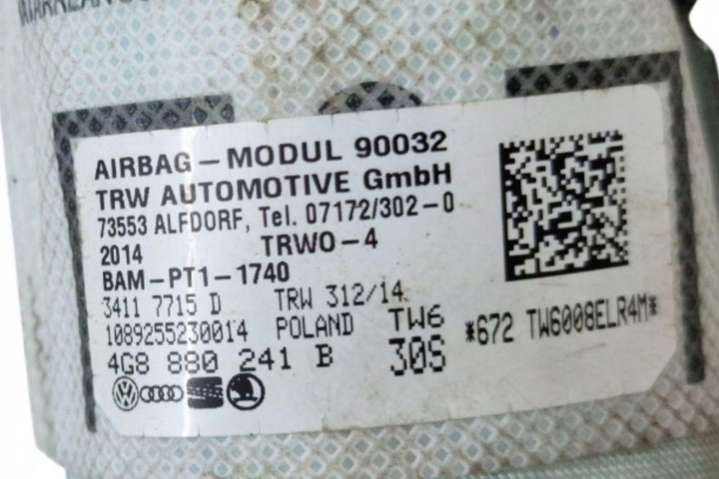 AIRBAG-MODUL 90032
TRW AUTOMOTIVE GmbH
73553 ALFDORF, Tel. 07172/302-0
2014 TRWO-4
BAM-PT1-1740
3411 7715 D TRW 312/14
1089255230014 POLAND TW6
4G8 880 241 B 30S
*672 TW6008ELR4M*